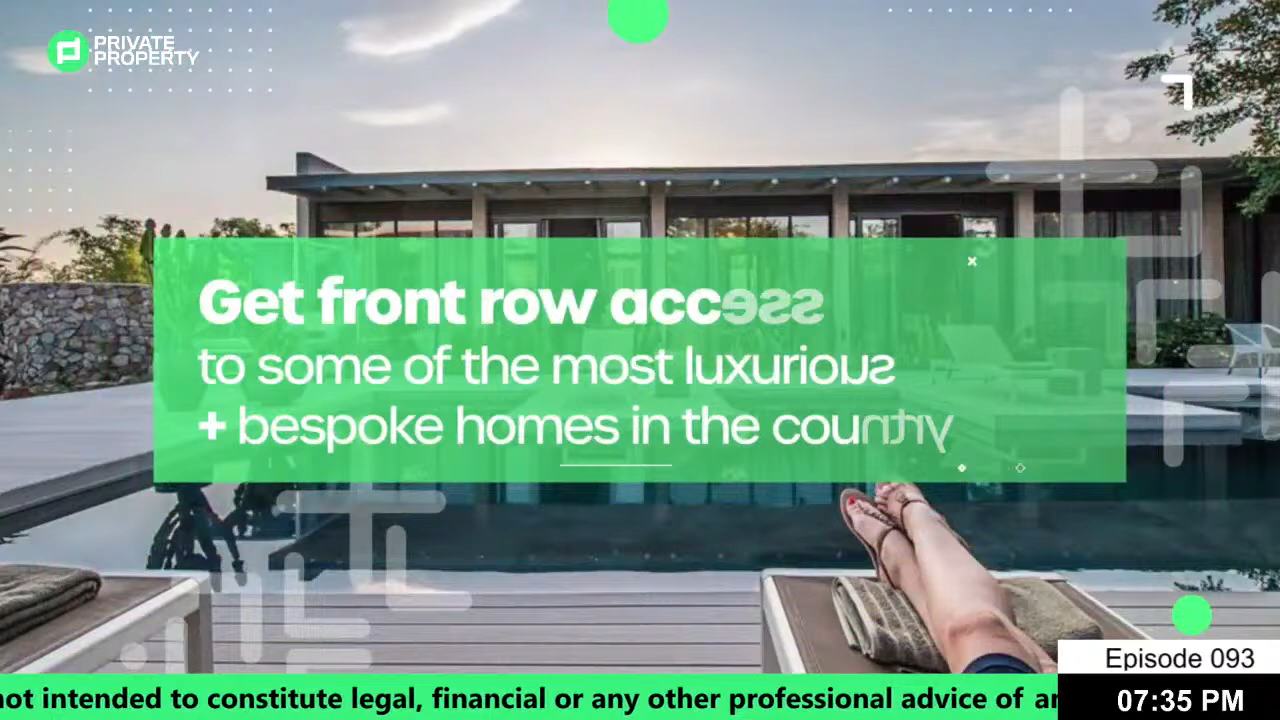 PRIVATE
PROPERTY
Get front row access
to some of the most luxurious
+ bespoke homes in the country
Episode 093
not intended to constitute legal, financial or any other professional advice of
07:35 PM